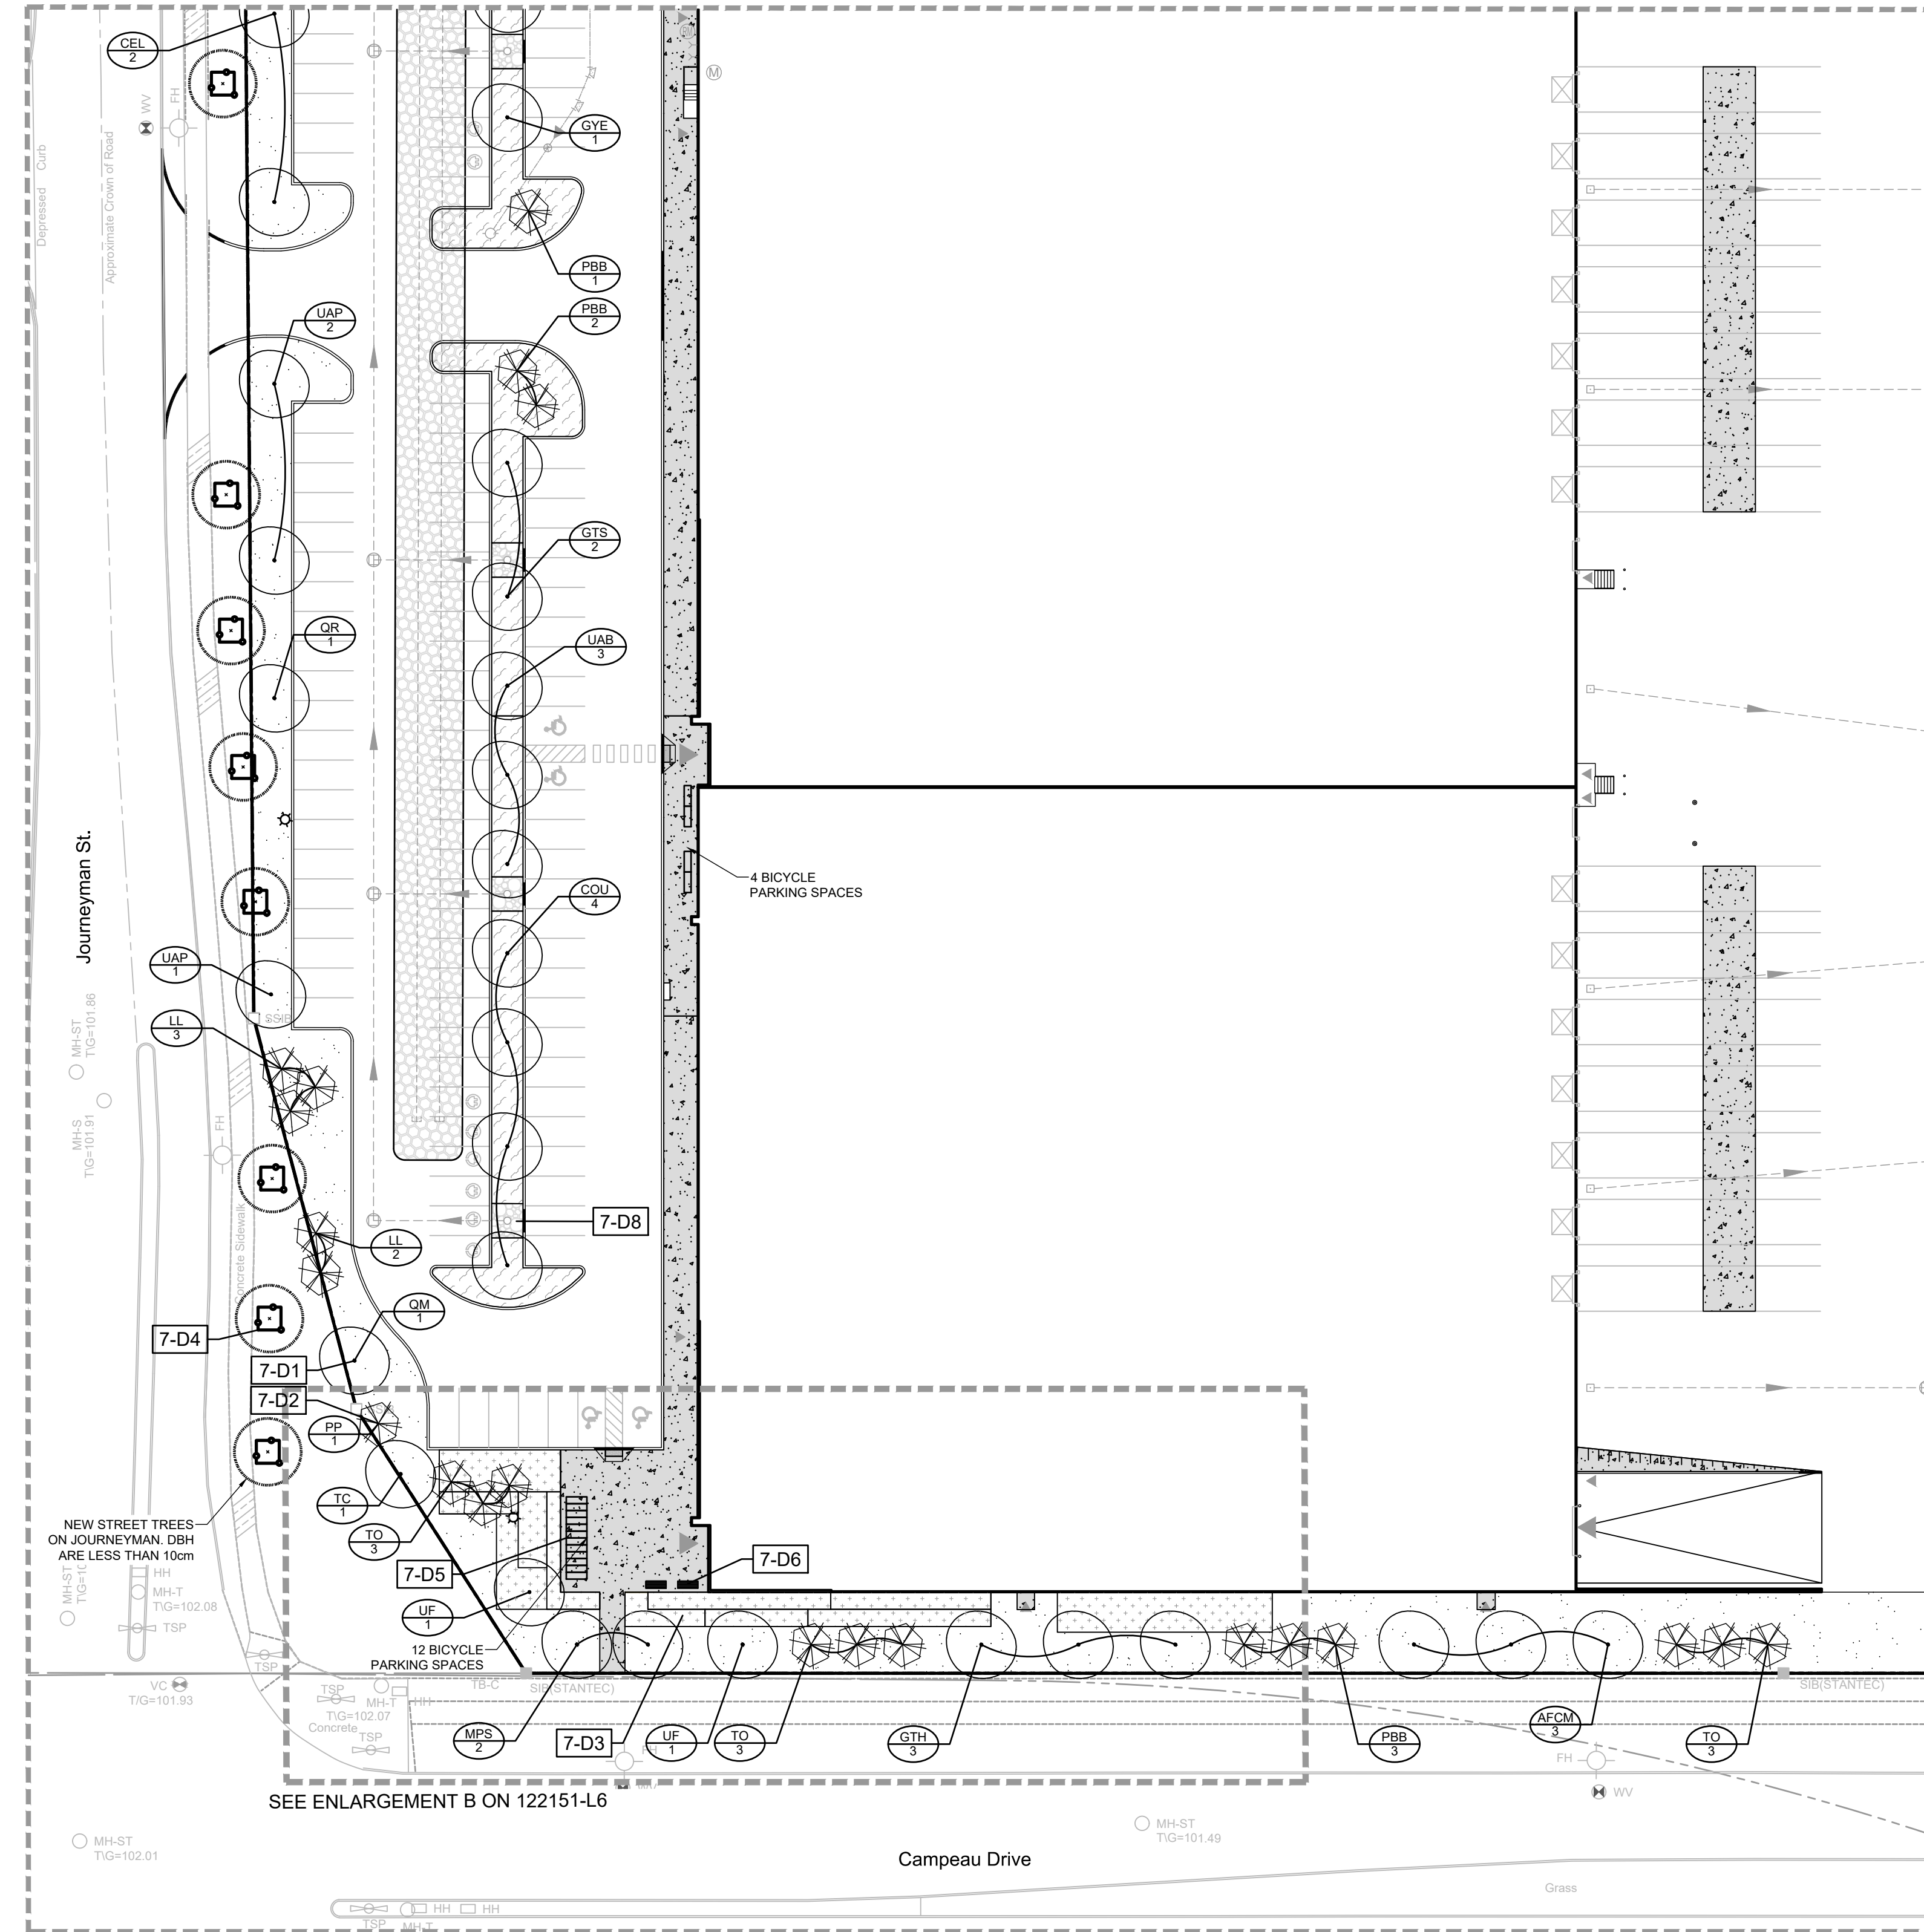 CEL
2
WV
FH
Depressed Curb
Approximate Crown of Road
M
GYE
1
PBB
1
PBB
2
UAP
2
GTS
2
QR
1
UAB
3
Journeyman St.
4 BICYCLE
PARKING SPACES
COU
4
UAP
1
SSIB
LL
3
MH-ST
T\G=101.86
MH-S
T\G=101.91
FH
Concrete Sidewalk
7-D8
LL
2
QM
1
7-D4
7-D1
7-D2
PP
1
TC
1
TO
3
NEW STREET TREES
ON JOURNEYMAN. DBH
ARE LESS THAN 10cm
7-D5
7-D6
HH
MH-T
T\G=102.08
MH-ST
TSP
UF
1
12 BICYCLE
PARKING SPACES
TSP
VC
T/G=101.93
TSP
MH-T
HH
T\G=102.07
Concrete
TSP
TB-C
SIB(STANTEC)
SIB(STANTEC)
MPS
2
7-D3
UF
1
TO
3
GTH
3
PBB
3
AFCM
3
TO
3
FH
WV
SEE ENLARGEMENT B ON 122151-L6
MH-ST
T\G=102.01
MH-ST
T\G=101.49
Campeau Drive
Grass
HH
HH
TSP
MH-T